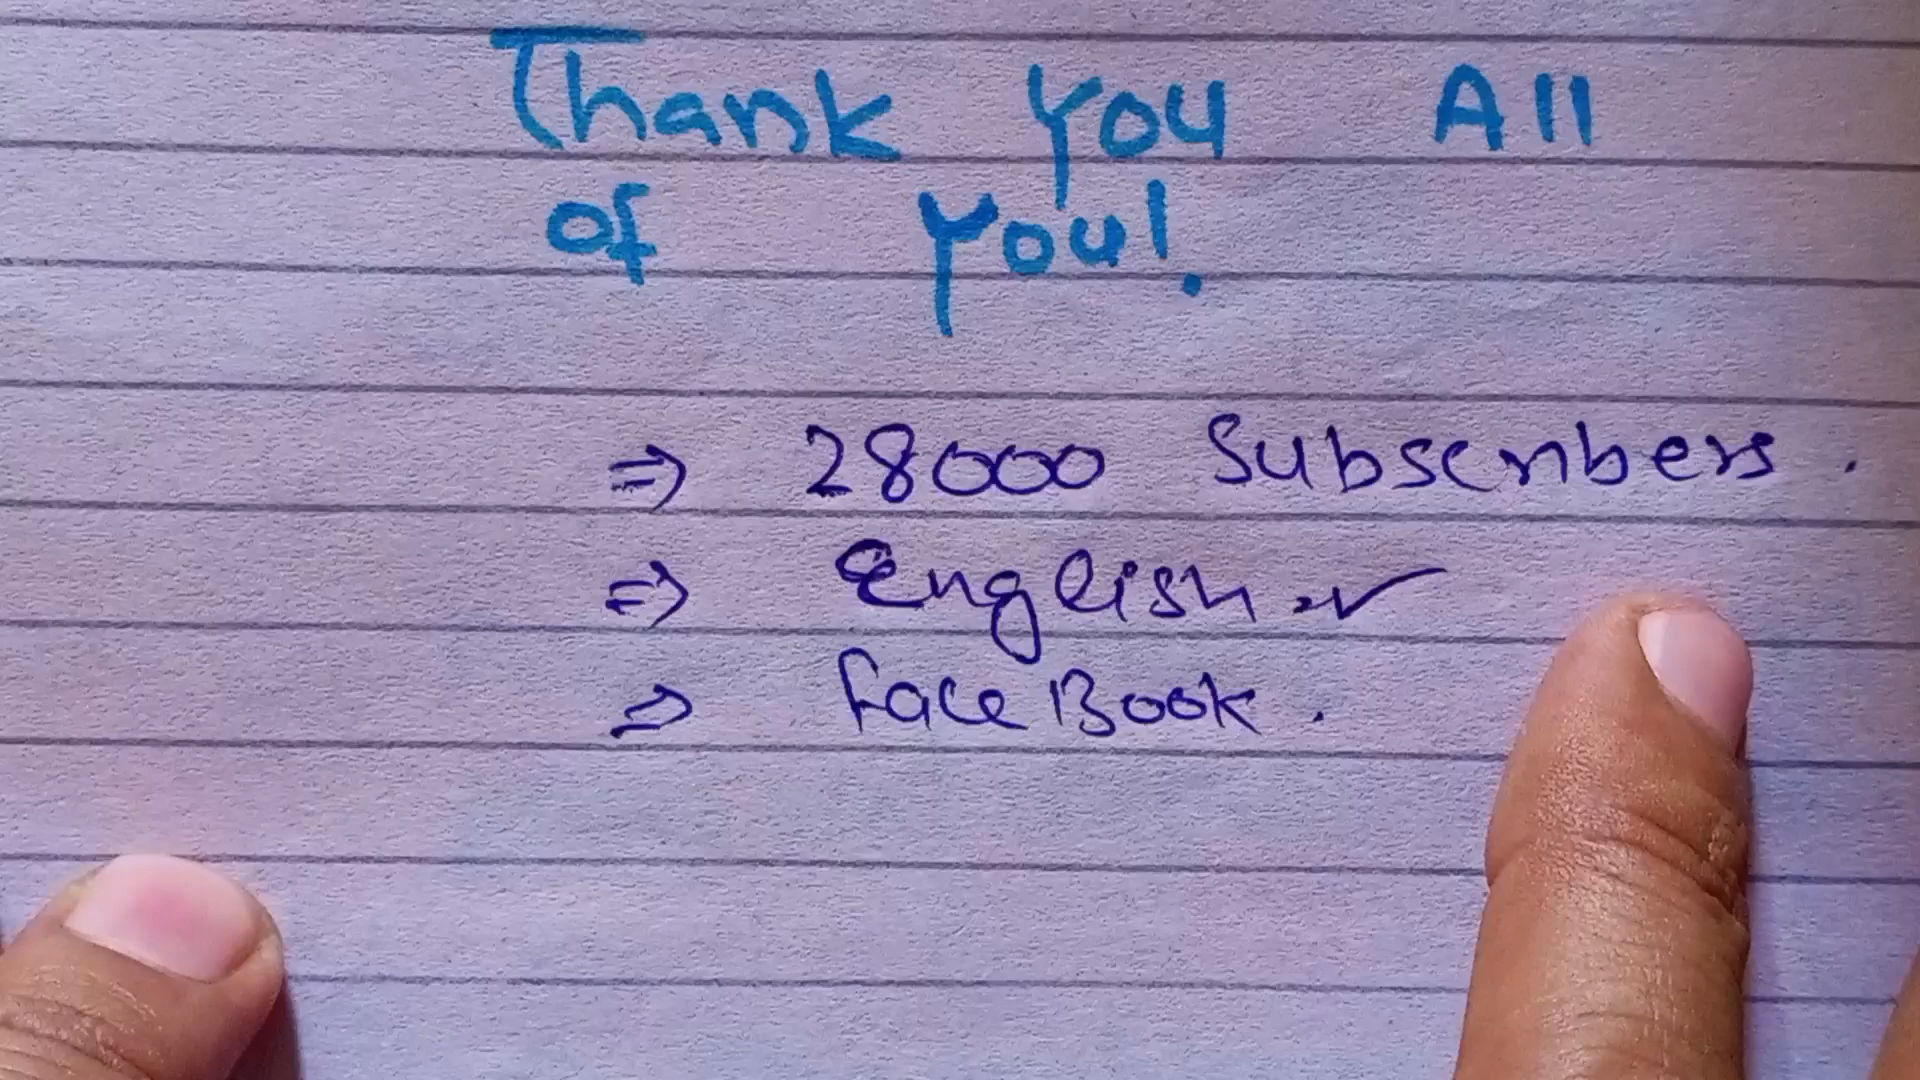 Thank you All
of you!.
⇒ 28000 Subscribers.
⇒ English. ✓
⇒ faceBook.